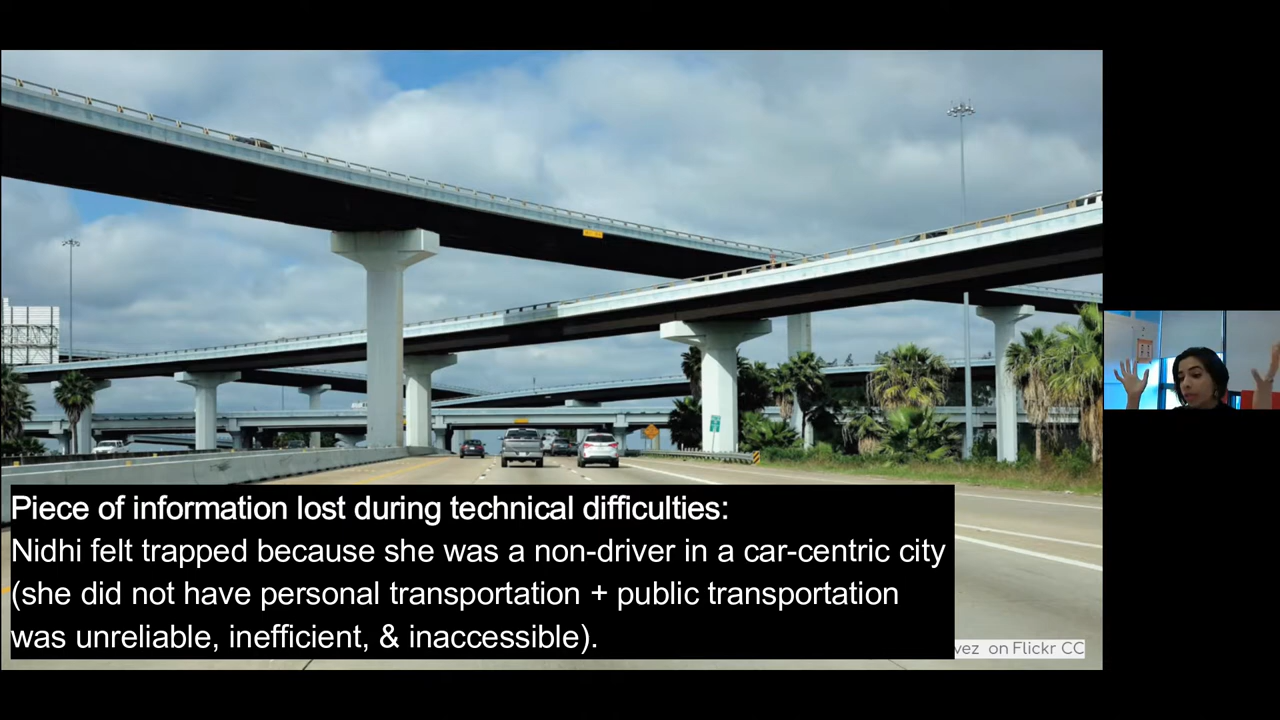 Piece of information lost during technical difficulties:
Nidhi felt trapped because she was a non-driver in a car-centric city
(she did not have personal transportation + public transportation
was unreliable, inefficient, & inaccessible).
on Flickr CC